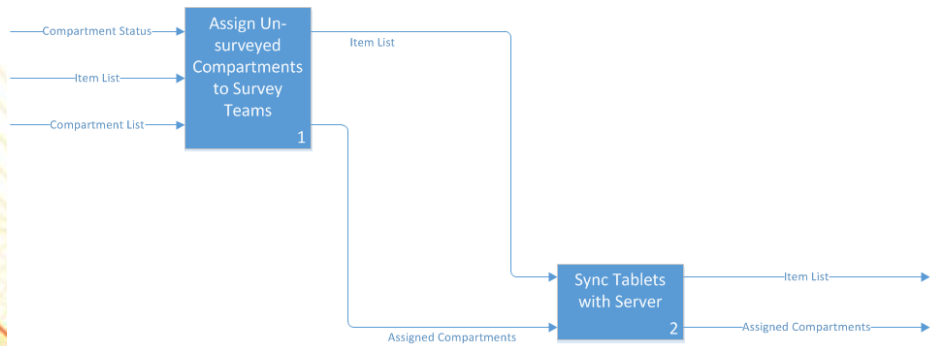 Compartment Status
Item List
Compartment List
Assign Un-
surveyed
Compartments
to Survey
Teams
1
Item List
Assigned Compartments
Sync Tablets
with Server
2
Item List
Assigned Compartments